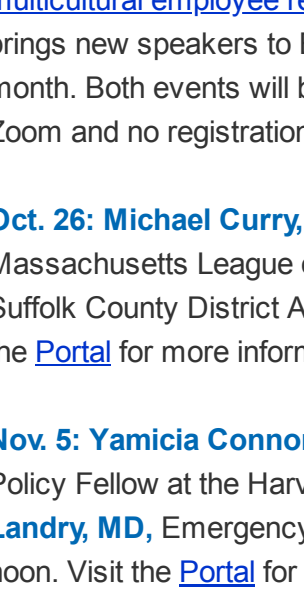 multicultural employee re
brings new speakers to
month. Both events will b
Zoom and no registration
Oct. 26: Michael Curry,
Massachusetts League
Suffolk County District A
the Portal for more inform
Nov. 5: Yamicia Connor
Policy Fellow at the Harv
Landry, MD, Emergency
noon. Visit the Portal for